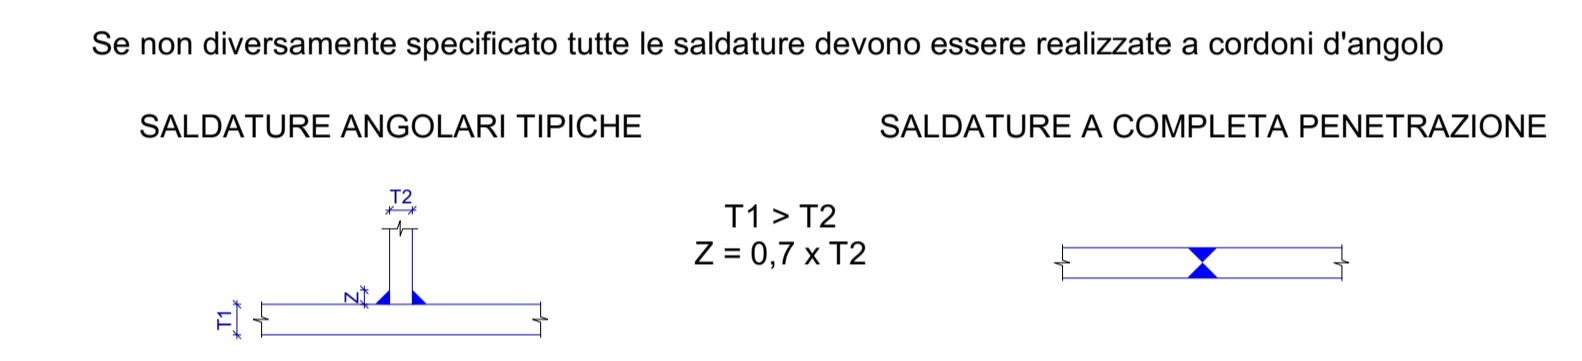 Se non diversamente specificato tutte le saldature devono essere realizzate a cordoni d'angolo
SALDATURE ANGOLARI TIPICHE
SALDATURE A COMPLETA PENETRAZIONE
T2
T1 > T2
Z = 0,7 x T2
Z
T1